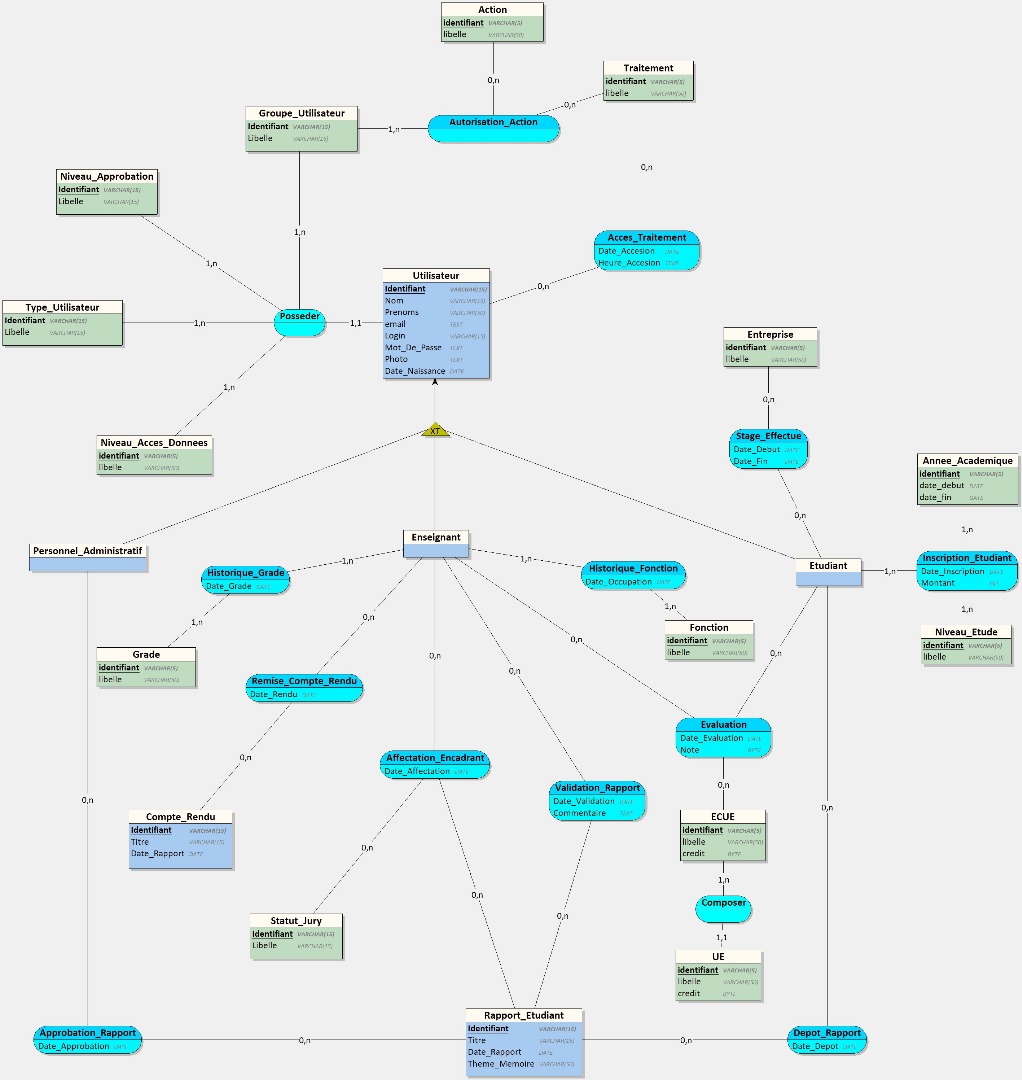 Action
identifiant VARCHAR(5)
libelle VARCHAR(50)
0,n
Traitement
identifiant VARCHAR(5)
libelle VARCHAR(50)
0,n
Groupe_Utilisateur
Identifiant VARCHAR(15)
Libelle VARCHAR(15)
1,n
Autorisation_Action
0,n
Niveau_Approbation
Identifiant VARCHAR(15)
Libelle VARCHAR(15)
1,n
1,n
Acces_Traitement
Date_Accesion DATE
Heure_Accesion TIME
0,n
Utilisateur
Identifiant VARCHAR(15)
Nom VARCHAR(15)
Prenoms VARCHAR(50)
email TEXT
Login VARCHAR(15)
Mot_De_Passe TEXT
Photo TEXT
Date_Naissance DATE
Type_Utilisateur
Identifiant VARCHAR(15)
Libelle VARCHAR(15)
1,n
Posseder
1,1
1,n
Niveau_Acces_Donnees
identifiant VARCHAR(5)
libelle VARCHAR(50)
XT
Entreprise
identifiant VARCHAR(5)
libelle VARCHAR(50)
0,n
Stage_Effectue
Date_Debut DATE
Date_Fin DATE
0,n
Annee_Academique
identifiant VARCHAR(5)
date_debut DATE
date_fin DATE
1,n
Personnel_Administratif
Enseignant
Etudiant
1,n
Inscription_Etudiant
Date_Inscription DATE
Montant INT
1,n
Niveau_Etude
identifiant VARCHAR(5)
libelle VARCHAR(50)
1,n
Historique_Grade
Date_Grade DATE
1,n
Grade
identifiant VARCHAR(5)
libelle VARCHAR(50)
1,n
Historique_Fonction
Date_Occupation DATE
1,n
Fonction
identifiant VARCHAR(5)
libelle VARCHAR(50)
0,n
0,n
0,n
0,n
0,n
Remise_Compte_Rendu
Date_Rendu DATE
0,n
Evaluation
Date_Evaluation DATE
Note BYTE
0,n
Affectation_Encadrant
Date_Affectation DATE
Validation_Rapport
Date_Validation DATE
Commentaire TEXT
0,n
0,n
Compte_Rendu
Identifiant VARCHAR(15)
Titre VARCHAR(15)
Date_Rapport DATE
ECUE
identifiant VARCHAR(5)
libelle VARCHAR(50)
credit BYTE
0,n
1,n
0,n
Composer
0,n
1,1
Statut_Jury
Identifiant VARCHAR(15)
Libelle VARCHAR(15)
UE
identifiant VARCHAR(5)
libelle VARCHAR(50)
credit BYTE
Approbation_Rapport
Date_Approbation DATE
0,n
Rapport_Etudiant
Identifiant VARCHAR(15)
Titre VARCHAR(15)
Date_Rapport DATE
Theme_Memoire VARCHAR(50)
0,n
Depot_Rapport
Date_Depot DATE